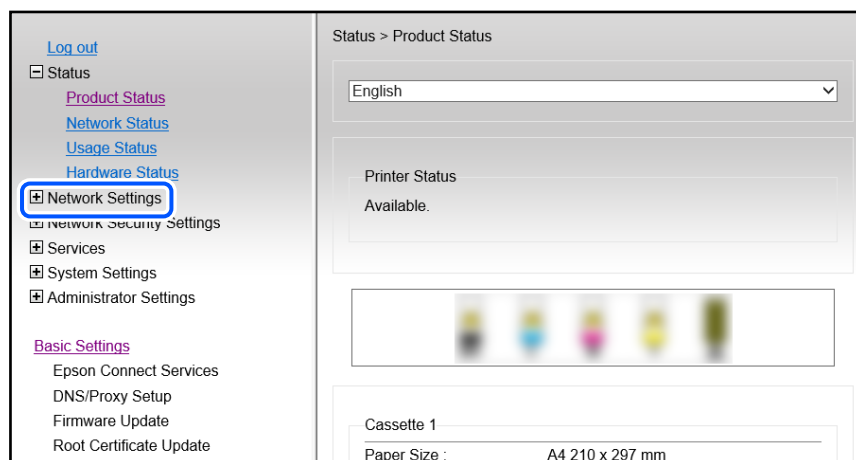 Log out
Status
Product Status
Network Status
Usage Status
Hardware Status
Network Settings
Network Security Settings
Services
System Settings
Administrator Settings
Basic Settings
Epson Connect Services
DNS/Proxy Setup
Firmware Update
Root Certificate Update
Status > Product Status
English
Printer Status
Available.
Cassette 1
Paper Size : A4 210 x 297 mm